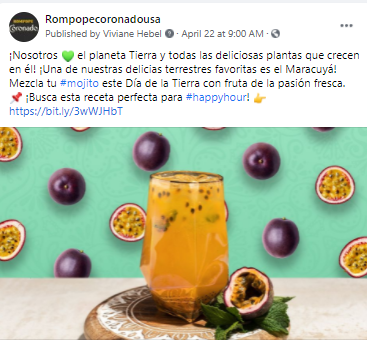 ROMPOPE
Coronado
Rompopecoronadousa
Published by Viviane Hebel · April 22 at 9:00 AM ·
¡Nosotros 💚 el planeta Tierra y todas las deliciosas plantas que crecen
en él! ¡Una de nuestras delicias terrestres favoritas es el Maracuyá!
Mezcla tu #mojito este Día de la Tierra con fruta de la pasión fresca.
📌 ¡Busca esta receta perfecta para #happyhour! 👉
https://bit.ly/3wWJHbT